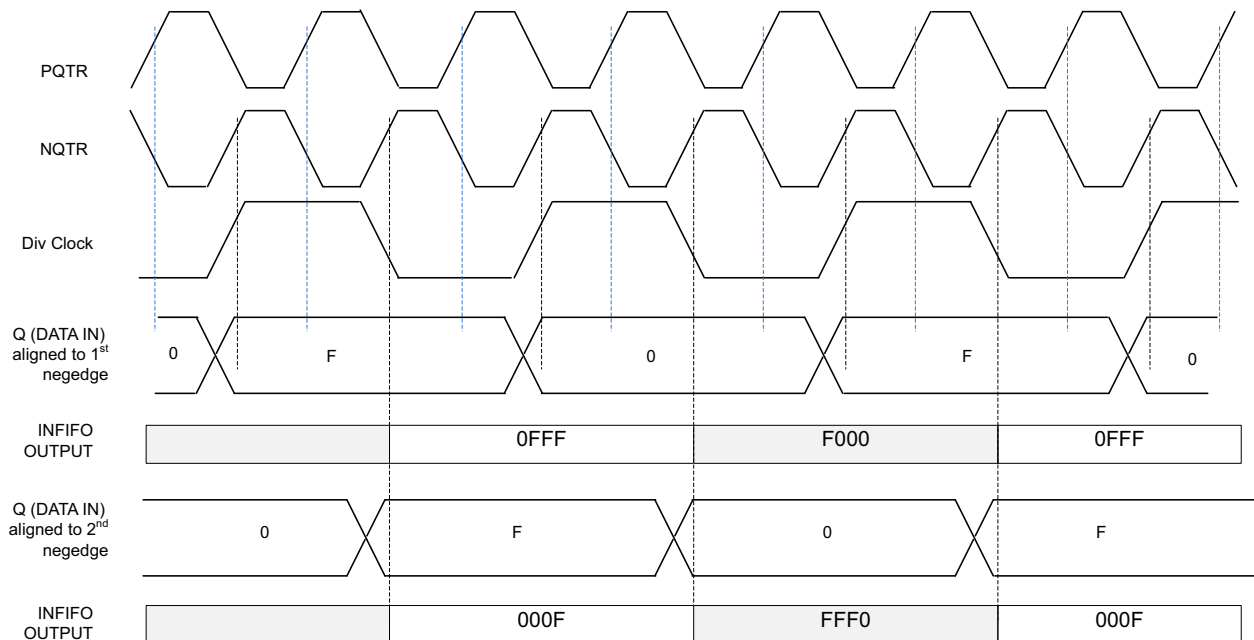 PQTR
NQTR
Div Clock
Q (DATA IN)
aligned to 1st
negedge
0
F
0
F
0
INFIFO
OUTPUT
0FFF
F000
0FFF
Q (DATA IN)
aligned to 2nd
negedge
0
F
0
F
INFIFO
OUTPUT
000F
FFF0
000F